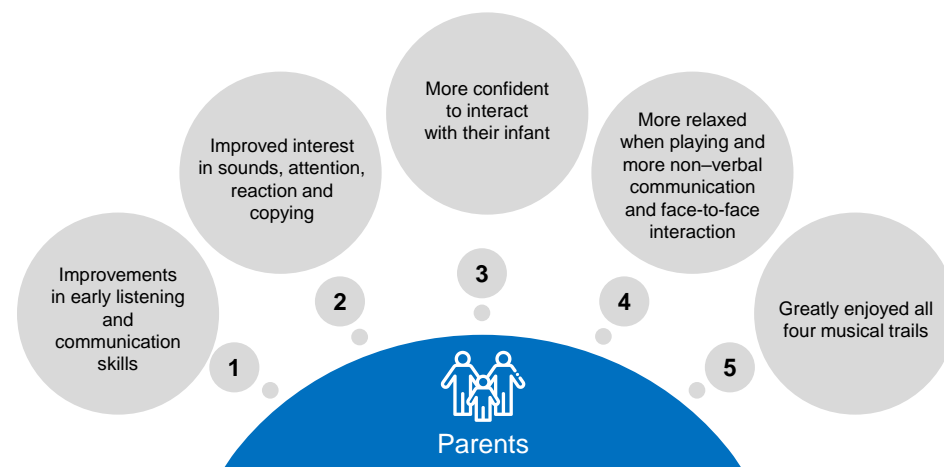 Improvements
in early listening
and
communication
skills
1
Improved interest
in sounds, attention,
reaction and
copying
2
More confident
to interact
with their infant
3
More relaxed
when playing and
more non–verbal
communication
and face-to-face
interaction
4
Greatly enjoyed all
four musical trails
5
Parents